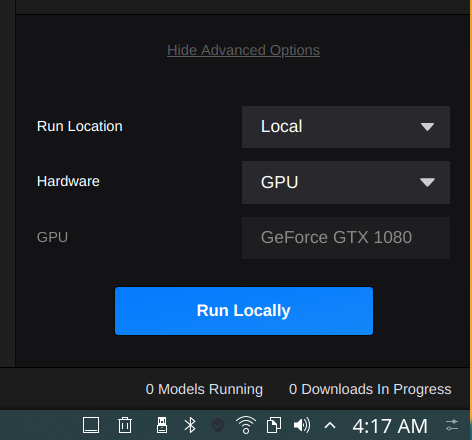 Hide Advanced Options
Run Location Local
Hardware GPU
GPU GeForce GTX 1080
Run Locally
0 Models Running 0 Downloads In Progress
4:17 AM